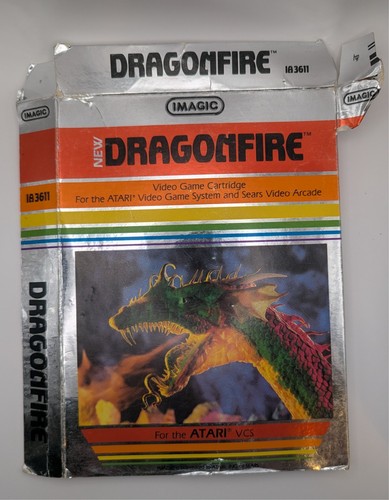 DRAGONFIRE™ IA3611
IMAGIC
IMAGIC
IMAGIC
NEW DRAGONFIRE™
Video Game Cartridge
IA3611
For the ATARI® Video Game System and Sears Video Arcade
DRAGONFIRE
For the ATARI® VCS